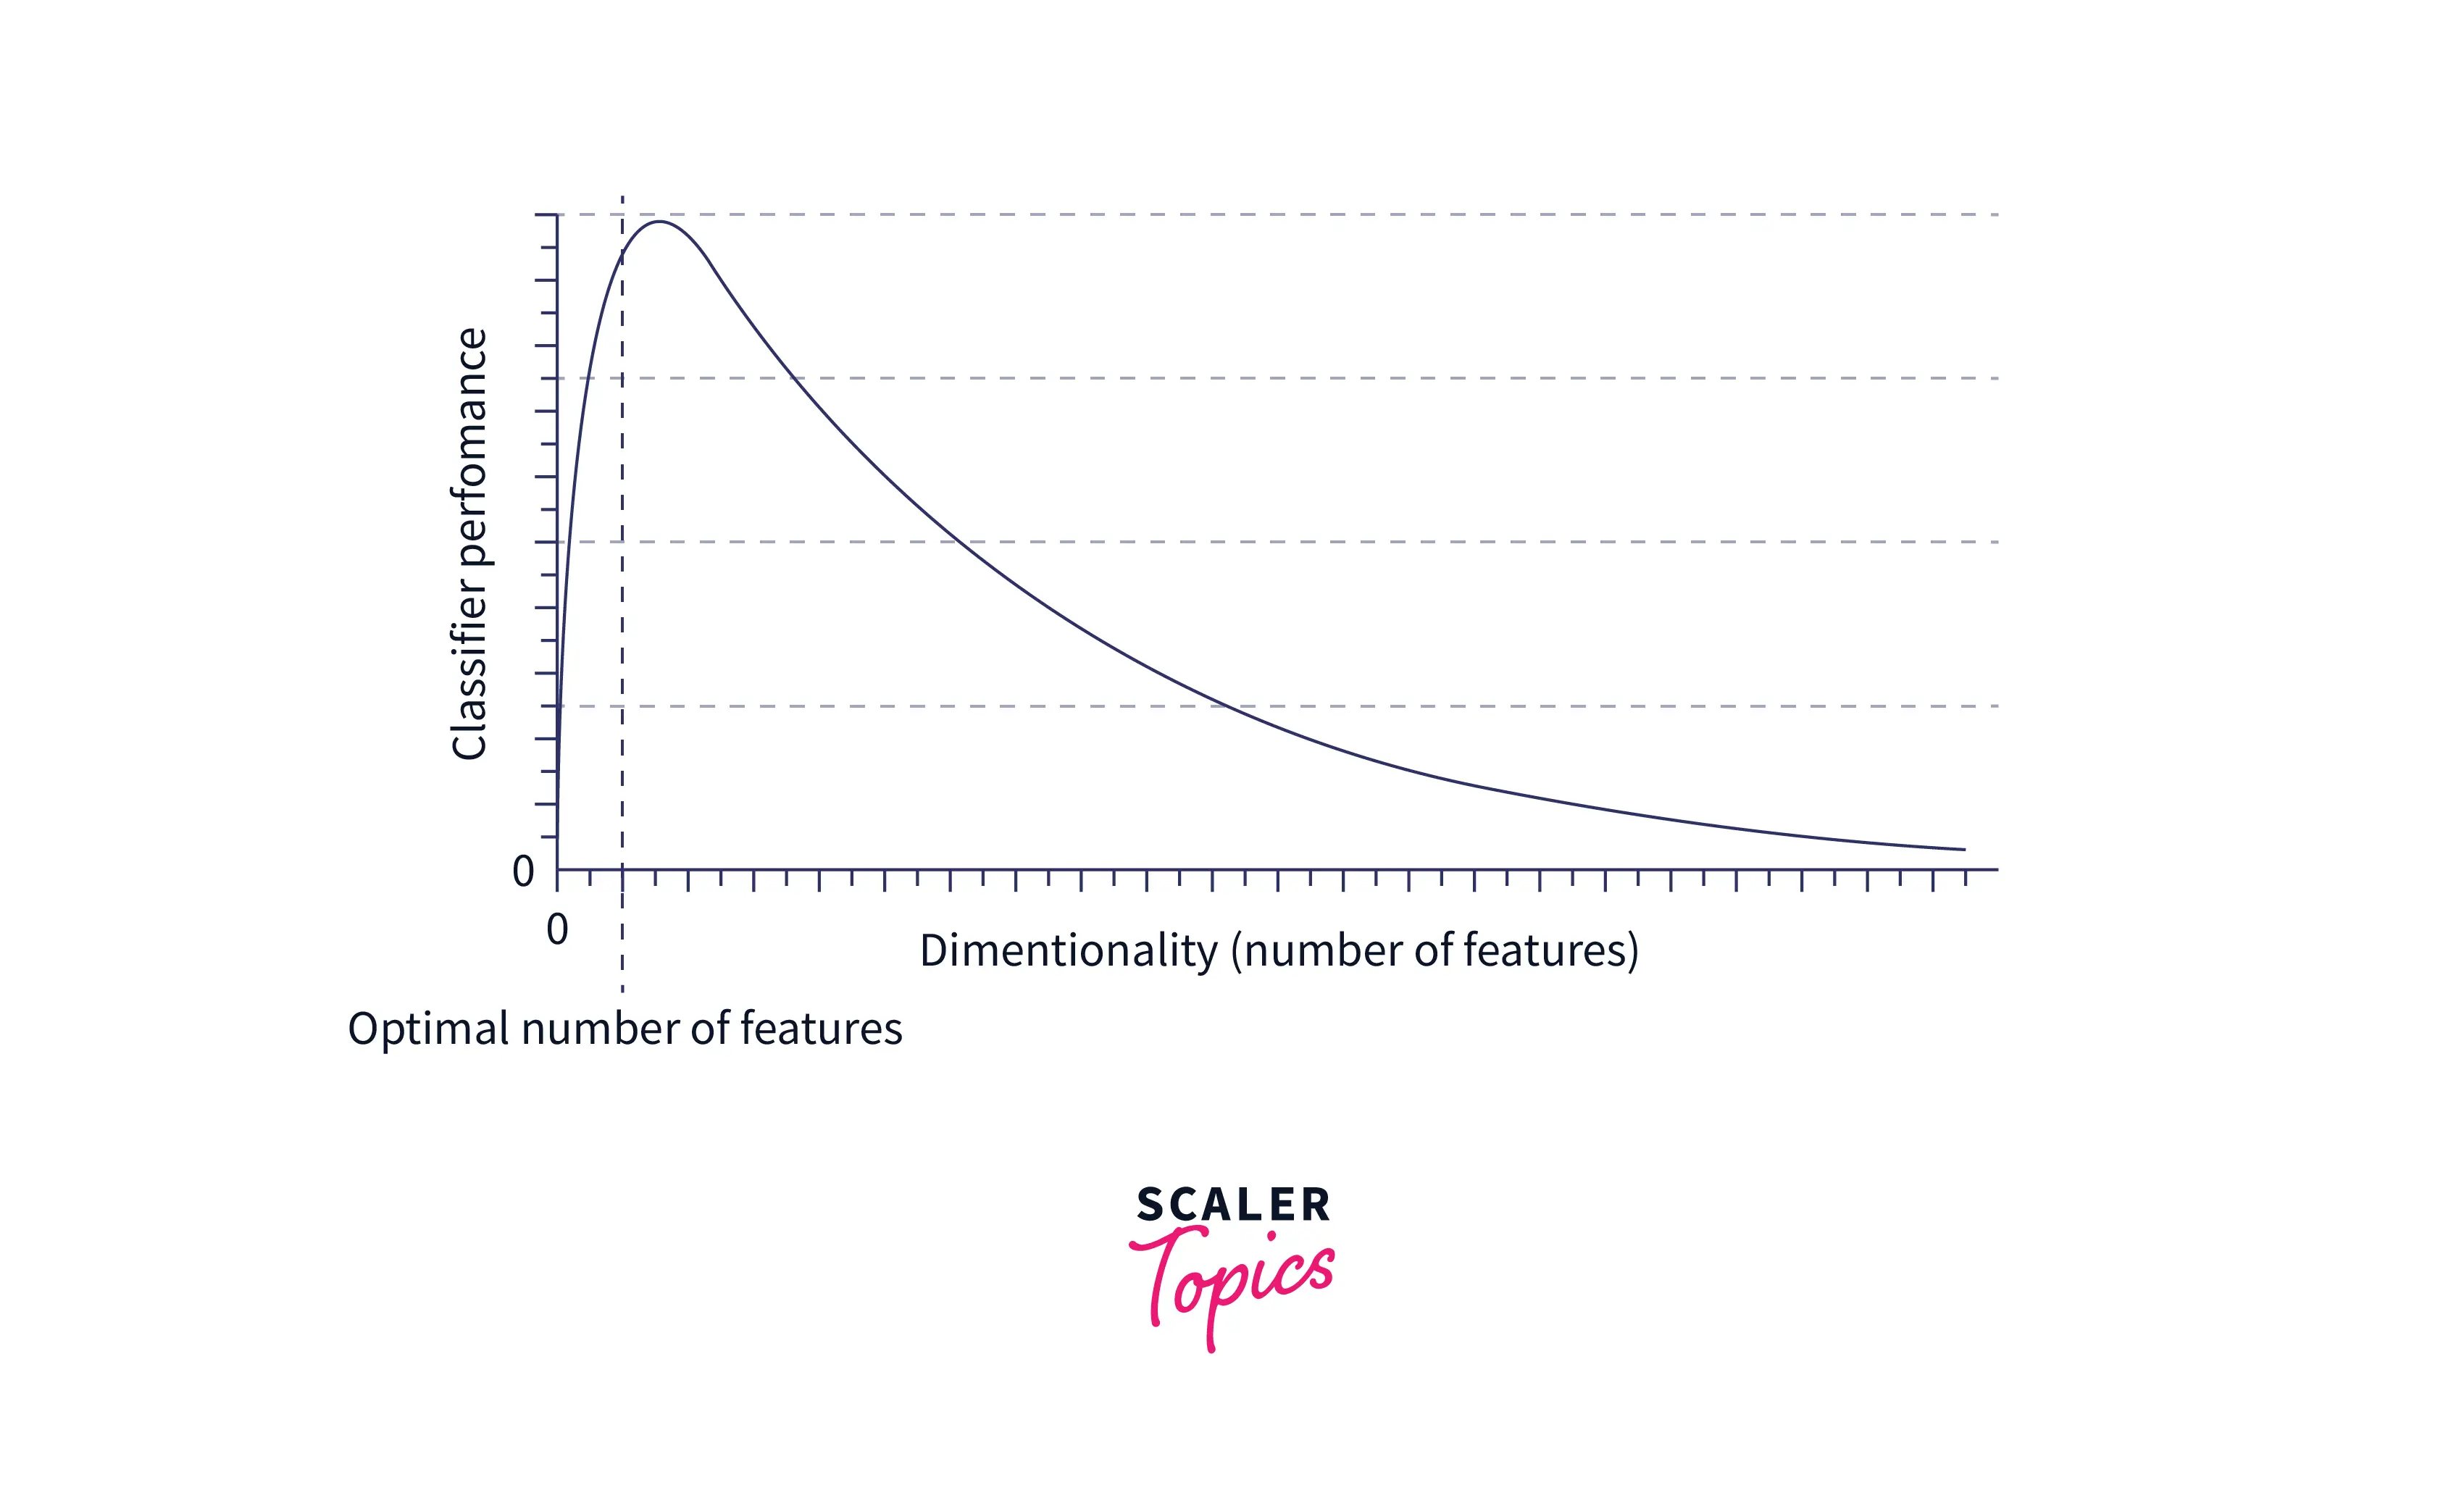 Classifier perfomance
0
0
Dimentionality (number of features)
Optimal number of features
SCALER
Topics